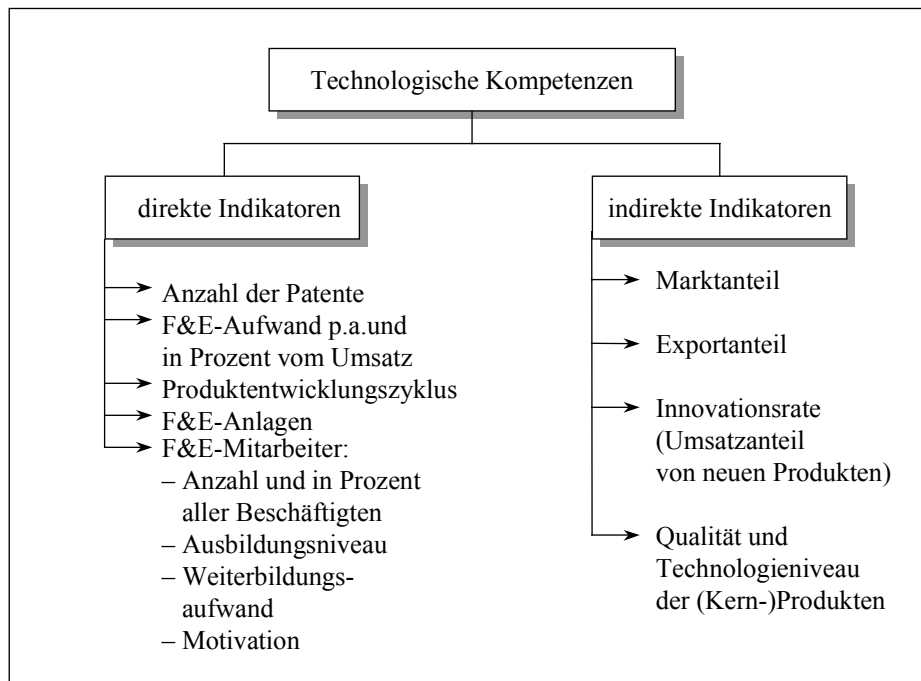 Technologische Kompetenzen
direkte Indikatoren
Anzahl der Patente
F&E-Aufwand p.a.und
in Prozent vom Umsatz
Produktentwicklungszyklus
F&E-Anlagen
F&E-Mitarbeiter:
– Anzahl und in Prozent
aller Beschäftigten
– Ausbildungsniveau
– Weiterbildungs-
aufwand
– Motivation
indirekte Indikatoren
Marktanteil
Exportanteil
Innovationsrate
(Umsatzanteil
von neuen Produkten)
Qualität und
Technologieniveau
der (Kern-)Produkten